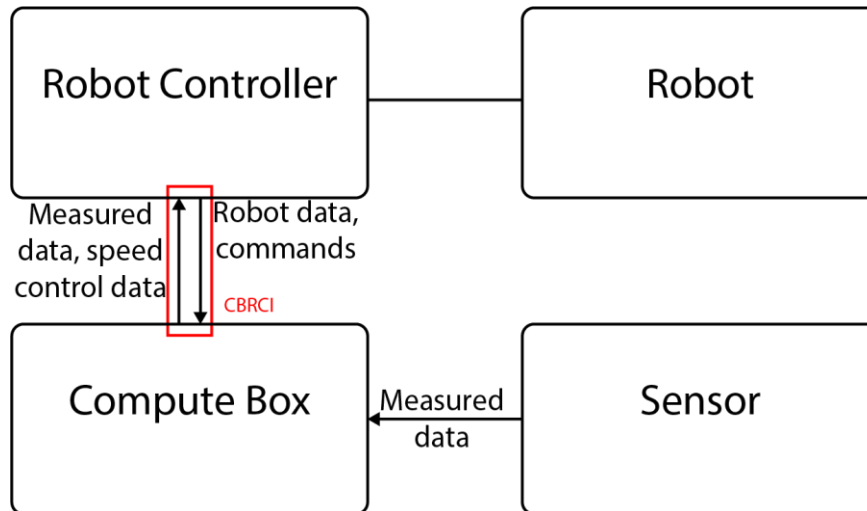 Robot Controller
Robot
Measured
data, speed
control data
Robot data,
commands
CBRCI
Compute Box
Measured
data
Sensor